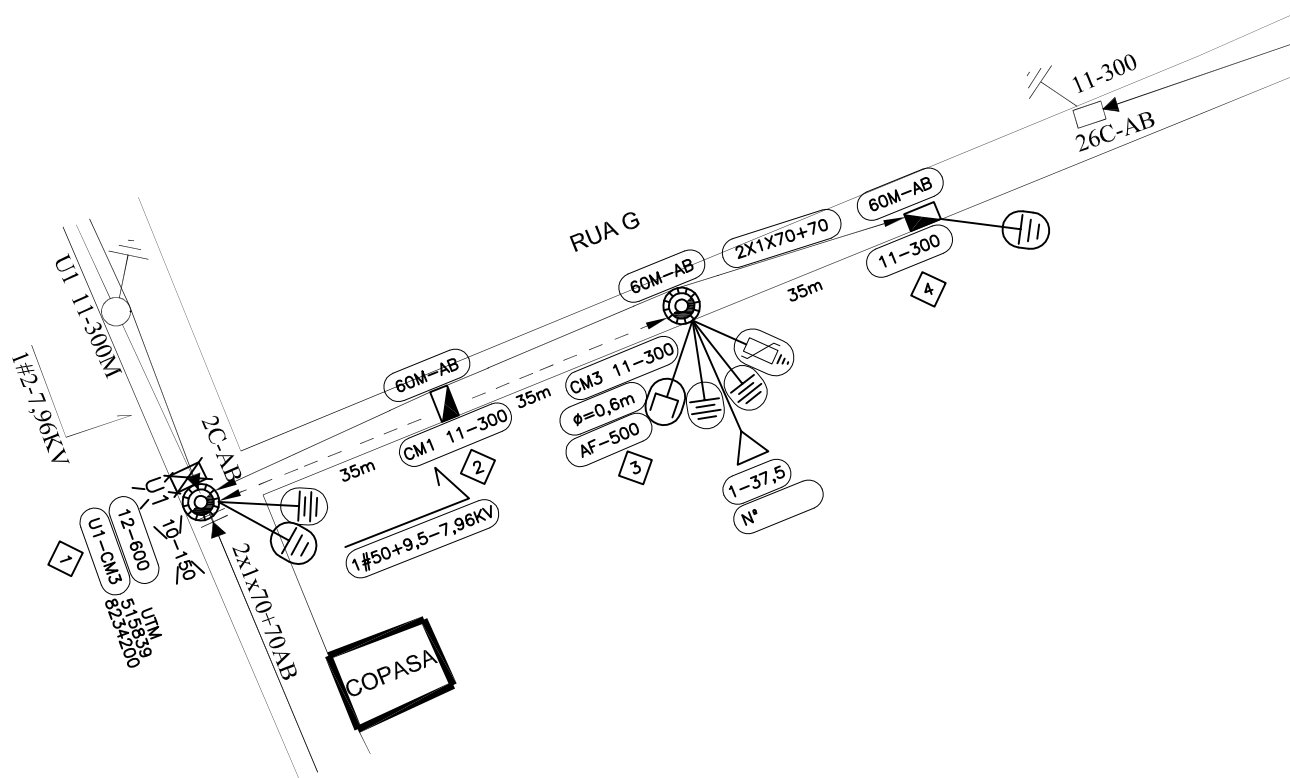 11-300
26C-AB
60M-AB
RUA G
2X1X70+70
11-300
4
35m
60M-AB
U1 11-300M
1#2-7,96KV
60M-AB
CM3 11-300
ø=0,6m
AF-500
3
35m
CM1 11-300
2
35m
2C-AB
1-37,5
Nº
1#50+9,5-7,96KV
U1
10-150
12-600
U1-CM3
1
UTM
515839
8234200
2x1x70+70AB
COPASA